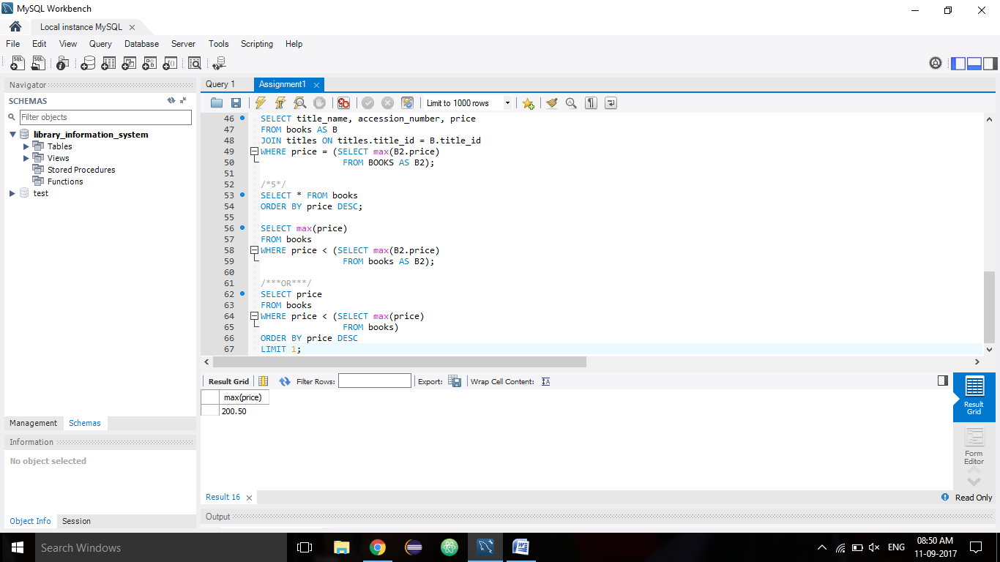 MySQL Workbench
Local instance MySQL
File Edit View Query Database Server Tools Scripting Help
Navigator
SCHEMAS
Filter objects
library_information_system
Tables
Views
Stored Procedures
Functions
test
Management Schemas
Information
No object selected
Object Info Session
Query 1 Assignment1
Limit to 1000 rows
46 SELECT title_name, accession_number, price
47 FROM books AS B
48 JOIN titles ON titles.title_id = B.title_id
49 WHERE price = (SELECT max(B2.price)
50 FROM BOOKS AS B2);
51
52 /*5*/
53 SELECT * FROM books
54 ORDER BY price DESC;
55
56 SELECT max(price)
57 FROM books
58 WHERE price < (SELECT max(B2.price)
59 FROM books AS B2);
60
61 /***OR***/
62 SELECT price
63 FROM books
64 WHERE price < (SELECT max(price)
65 FROM books)
66 ORDER BY price DESC
67 LIMIT 1;
Result Grid Filter Rows: Export: Wrap Cell Content:
max(price)
200.50
Result Grid
Form Editor
Result 16
Read Only
Output
Search Windows
ENG
08:50 AM
11-09-2017